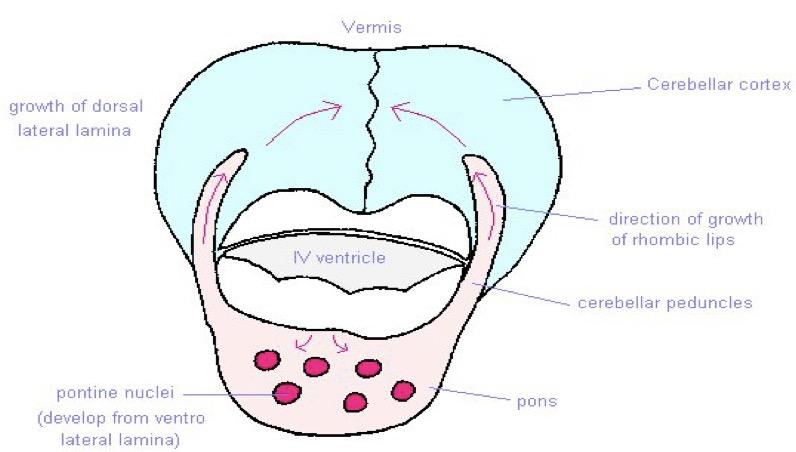 Vermis
growth of dorsal
lateral lamina
Cerebellar cortex
direction of growth
of rhombic lips
IV ventricle
cerebellar peduncles
pontine nuclei
(develop from ventro
lateral lamina)
pons